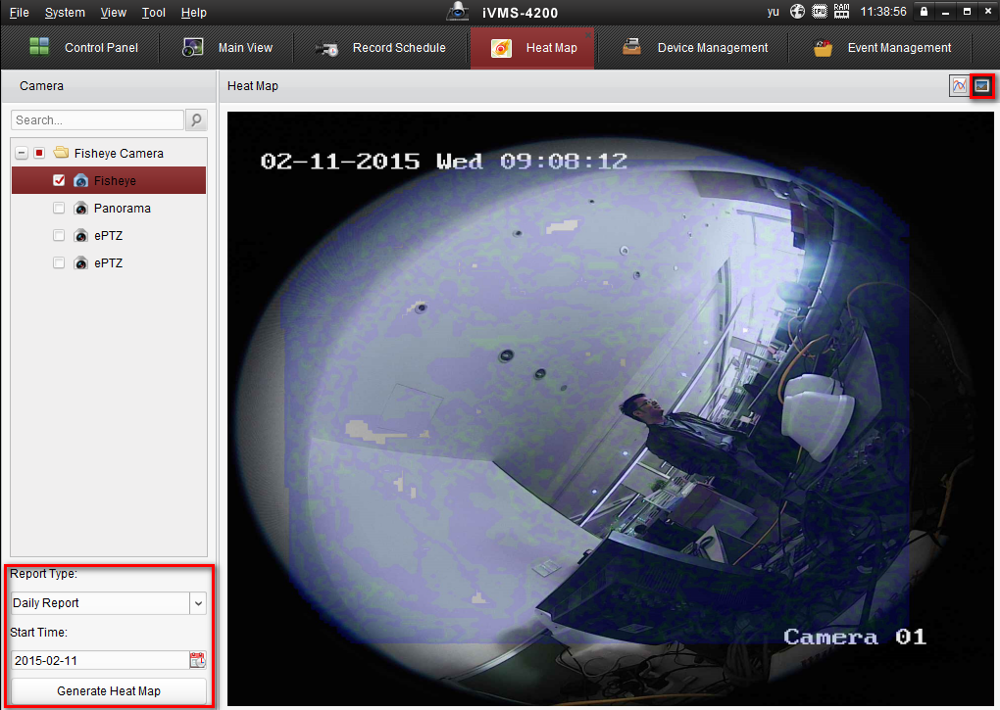 File System View Tool Help iVMS-4200 yu CPU RAM 11:38:56
Control Panel Main View Record Schedule Heat Map Device Management Event Management
Camera
Heat Map
Search...
Fisheye Camera
Fisheye
Panorama
ePTZ
ePTZ
02-11-2015 Wed 09:08:12
Camera 01
Report Type:
Daily Report
Start Time:
2015-02-11
Generate Heat Map